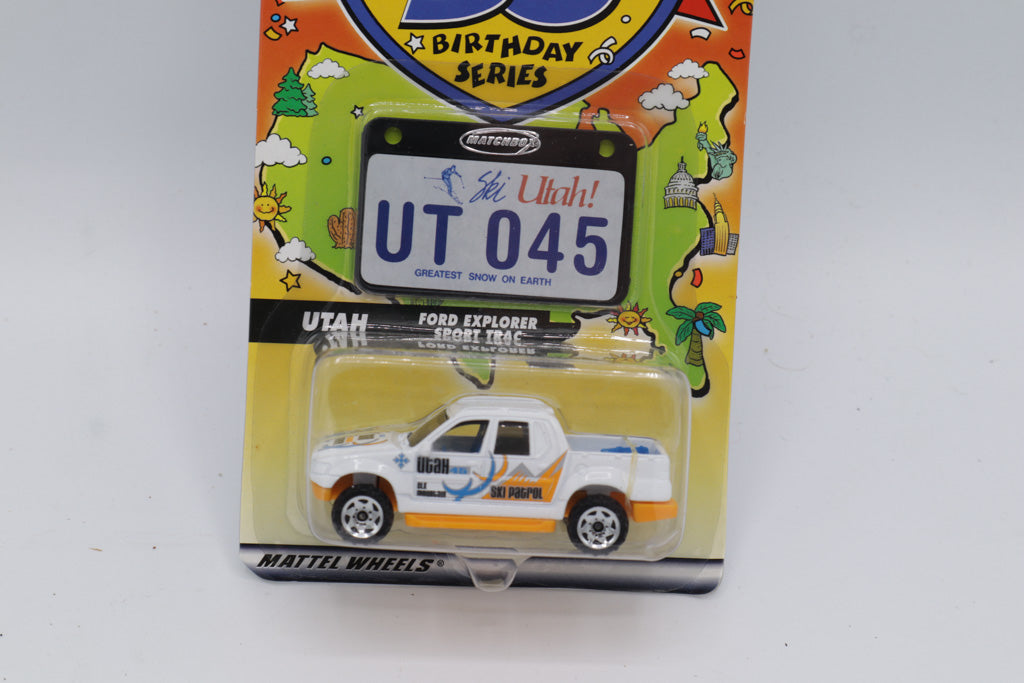 BIRTHDAY
SERIES
MATCHBOX
Ski Utah!
UT 045
GREATEST SNOW ON EARTH
UTAH
FORD EXPLORER
SPORT TRAC
UTAH 45
SKI PATROL
MATTEL WHEELS®